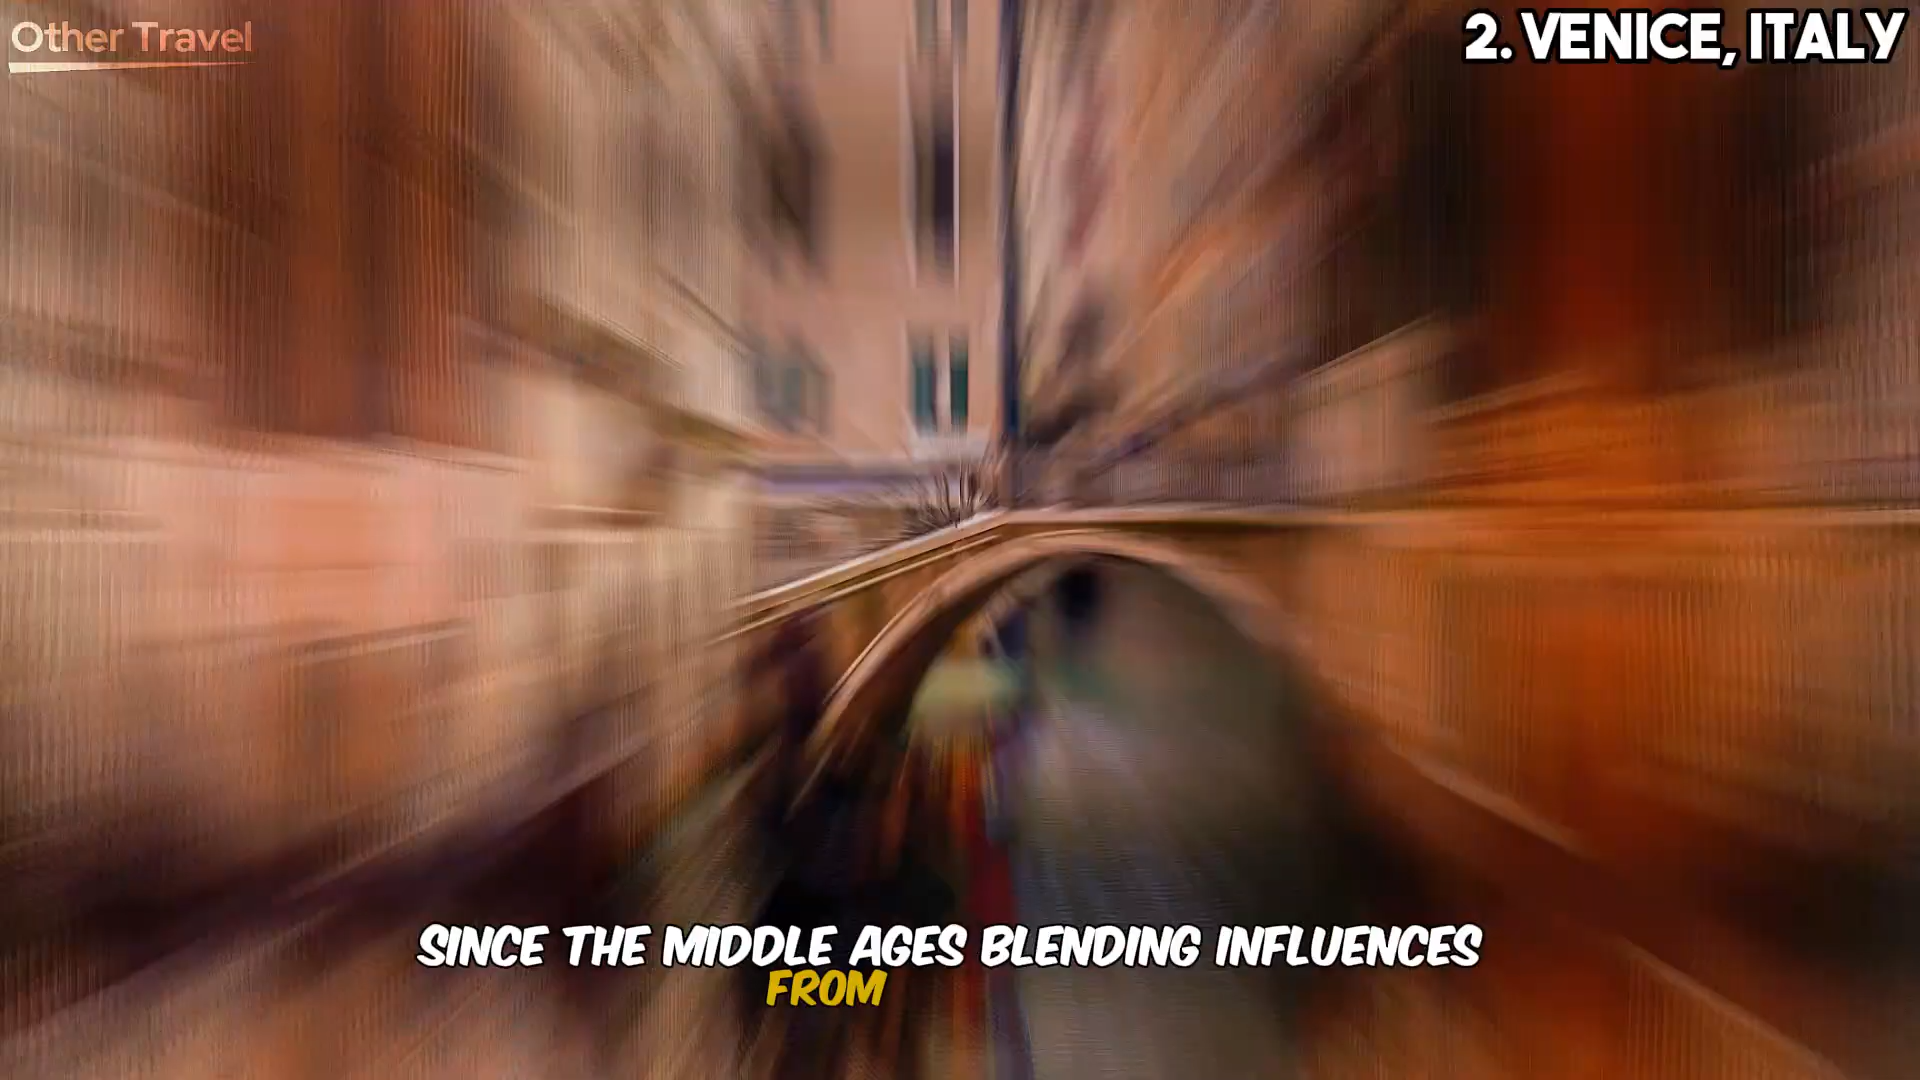 Other Travel
2. VENICE, ITALY
SINCE THE MIDDLE AGES BLENDING INFLUENCES
FROM